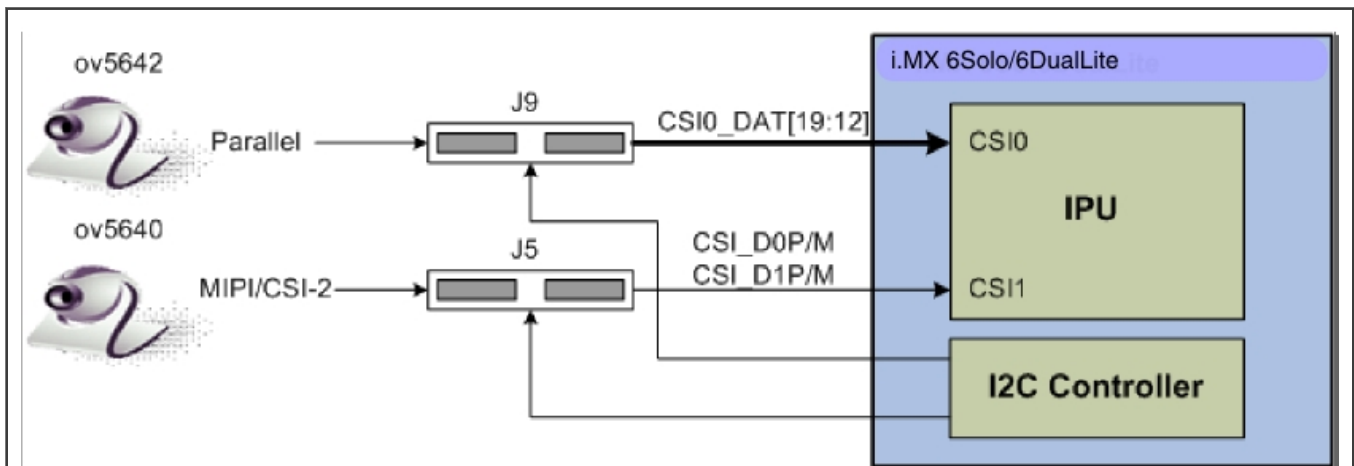 ov5642
i.MX 6Solo/6DualLite
J9
Parallel
CSI0_DAT[19:12]
CSI0
IPU
ov5640
J5
CSI_D0P/M
CSI_D1P/M
MIPI/CSI-2
CSI1
I2C Controller